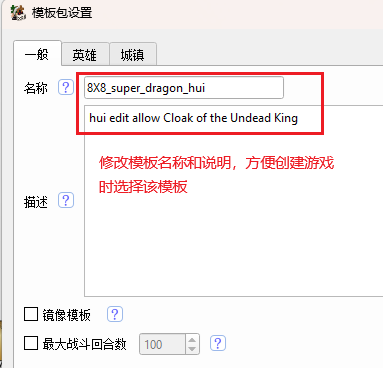 模板包设置
一般 英雄 城镇
名称 ? 8X8_super_dragon_hui
hui edit allow Cloak of the Undead King
修改模板名称和说明，方便创建游戏
时选择该模板
描述 ?
镜像模板 ?
最大战斗回合数 100 ?